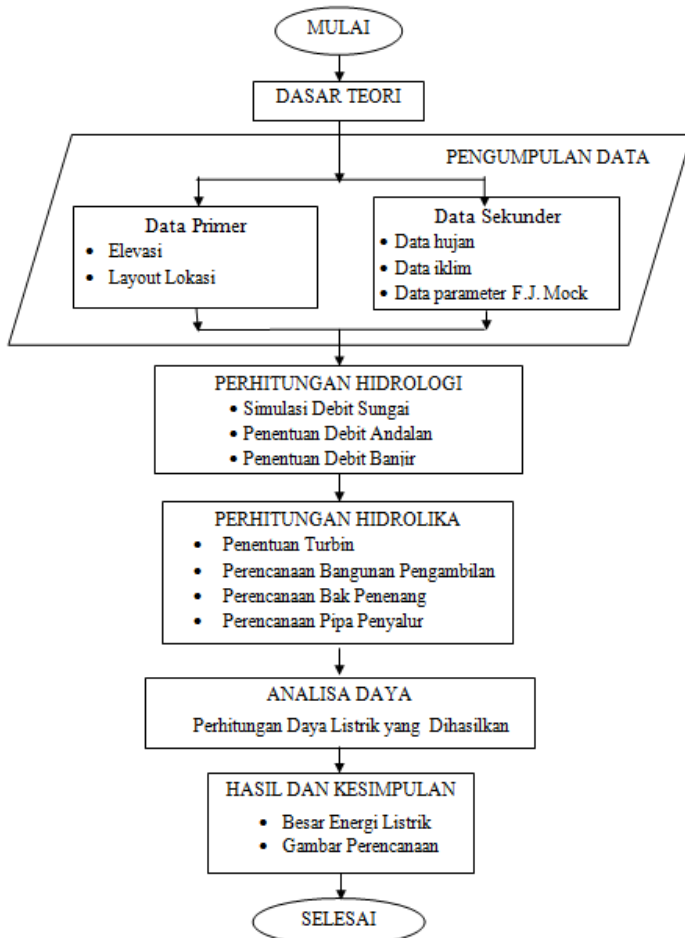 MULAI
DASAR TEORI
PENGUMPULAN DATA
Data Primer
• Elevasi
• Layout Lokasi
Data Sekunder
• Data hujan
• Data iklim
• Data parameter F.J. Mock
PERHITUNGAN HIDROLOGI
• Simulasi Debit Sungai
• Penentuan Debit Andalan
• Penentuan Debit Banjir
PERHITUNGAN HIDROLIKA
• Penentuan Turbin
• Perencanaan Bangunan Pengambilan
• Perencanaan Bak Penenang
• Perencanaan Pipa Penyalur
ANALISA DAYA
Perhitungan Daya Listrik yang Dihasilkan
HASIL DAN KESIMPULAN
• Besar Energi Listrik
• Gambar Perencanaan
SELESAI